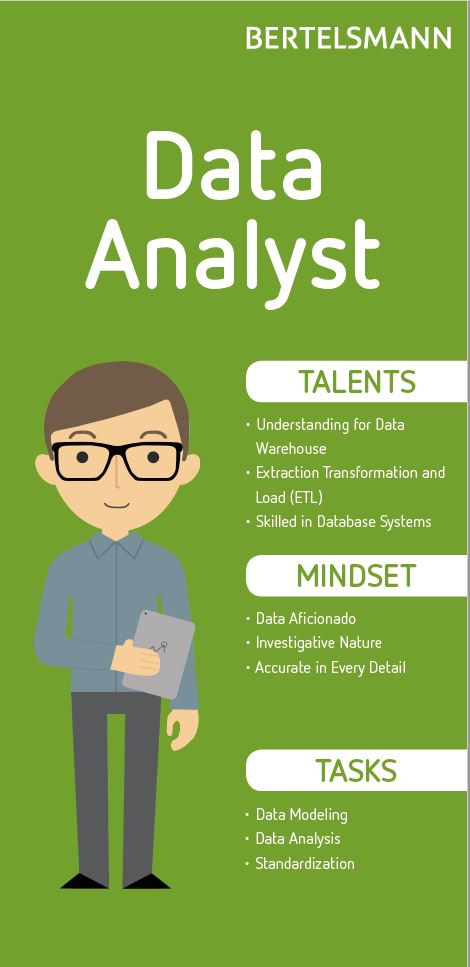 BERTELSMANN
Data
Analyst
TALENTS
• Understanding for Data
Warehouse
• Extraction Transformation and
Load (ETL)
• Skilled in Database Systems
MINDSET
• Data Aficionado
• Investigative Nature
• Accurate in Every Detail
TASKS
• Data Modeling
• Data Analysis
• Standardization